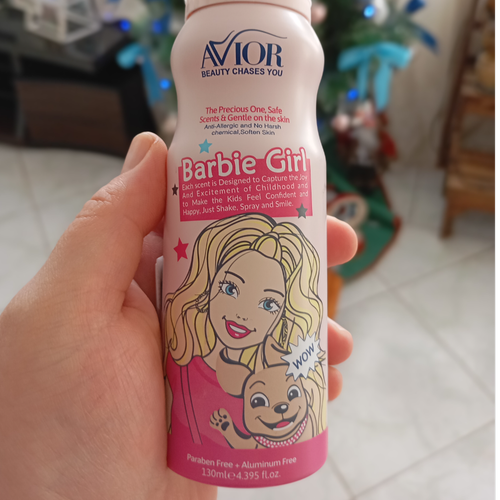 AVIOR
BEAUTY CHASES YOU
The Precious One, Safe
Scents & Gentle on the skin
Anti-Allergic and No Harsh
chemical,Soften Skin
Barbie Girl
Each scent is Designed to Capture the Joy
And Excitement of Childhood and
to Make the Kids Feel Confident and
Happy, Just Shake, Spray and Smile.
WOW
Paraben Free + Aluminum Free
130ml e 4.395 fl.oz.